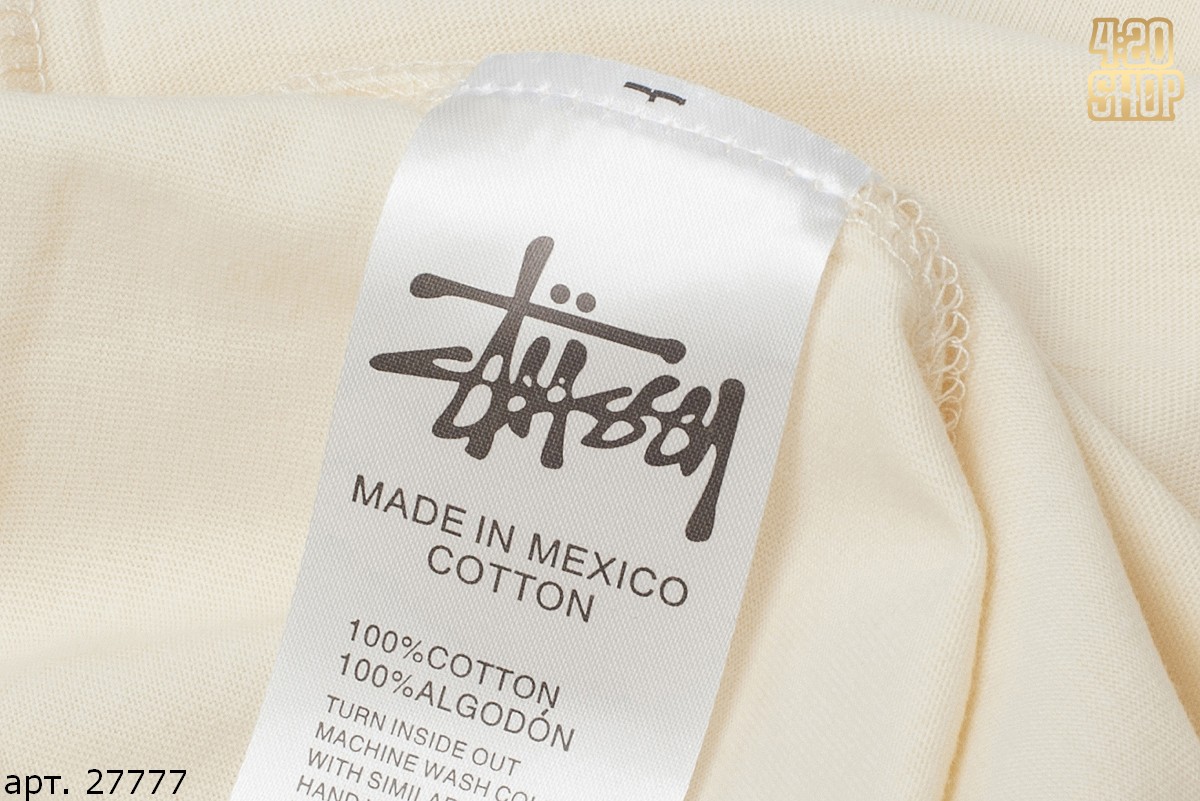 4:20
SHOP
Stüssy
MADE IN MEXICO
COTTON
100%COTTON
100%ALGODÓN
TURN INSIDE OUT
MACHINE WASH
WITH
арт. 27777